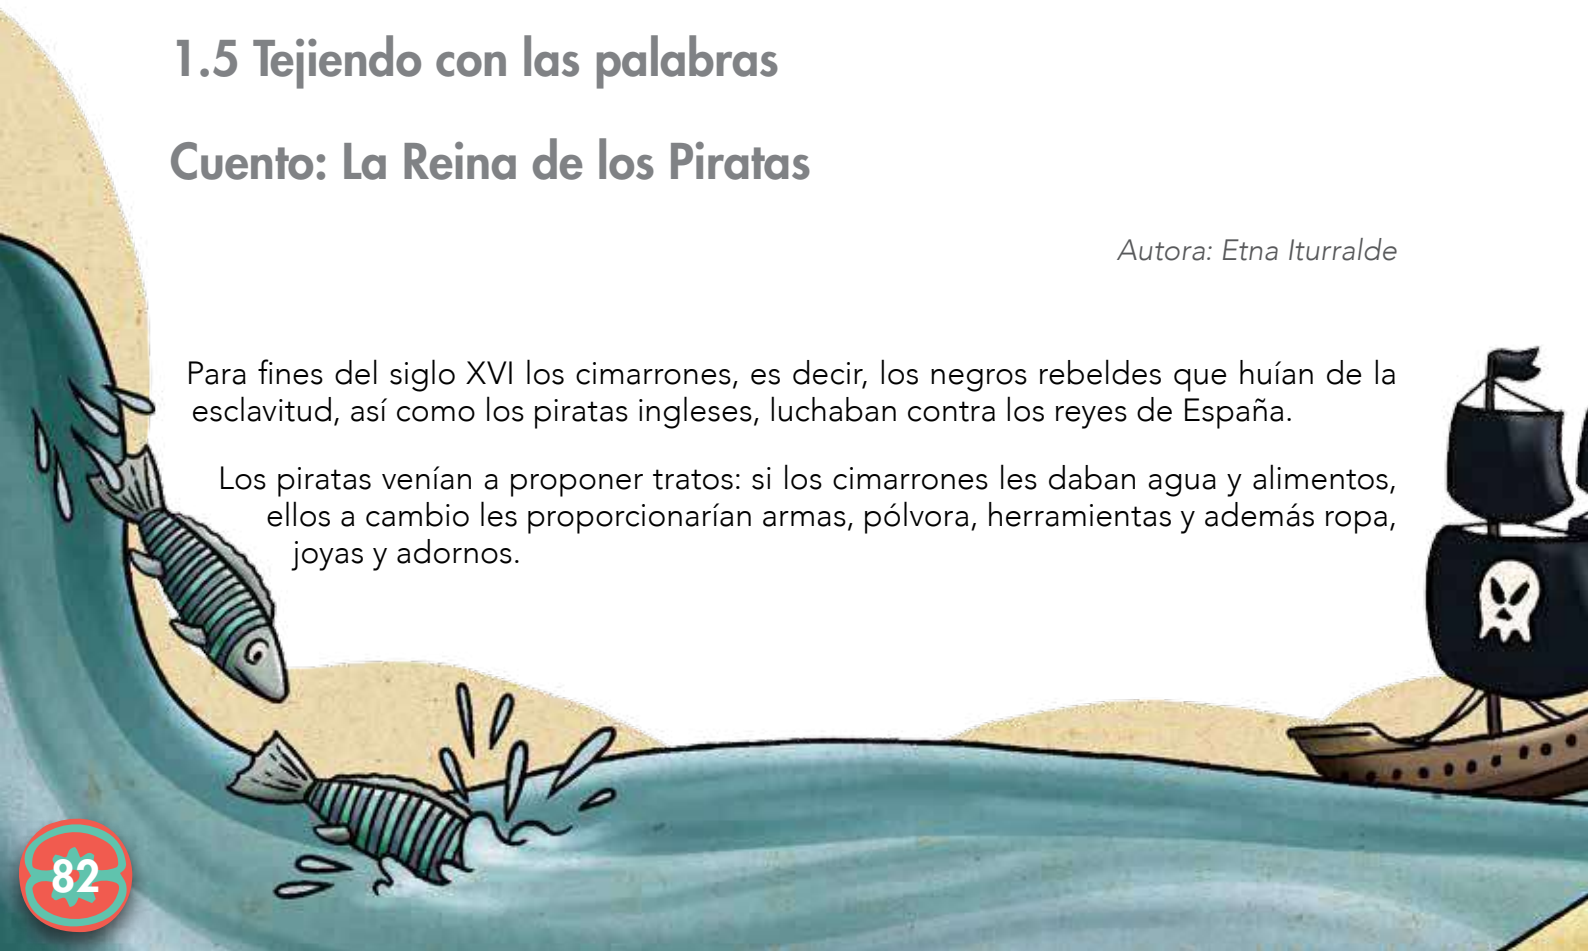 1.5 Tejiendo con las palabras
Cuento: La Reina de los Piratas
Autora: Etna Iturralde
Para fines del siglo XVI los cimarrones, es decir, los negros rebeldes que huían de la
esclavitud, así como los piratas ingleses, luchaban contra los reyes de España.
Los piratas venían a proponer tratos: si los cimarrones les daban agua y alimentos,
ellos a cambio les proporcionarían armas, pólvora, herramientas y además ropa,
joyas y adornos.
82